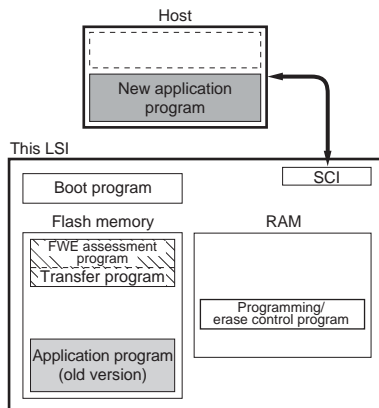 Host
New application
program
This LSI
SCI
Boot program
Flash memory
RAM
FWE assessment
program
Transfer program
Programming/
erase control program
Application program
(old version)